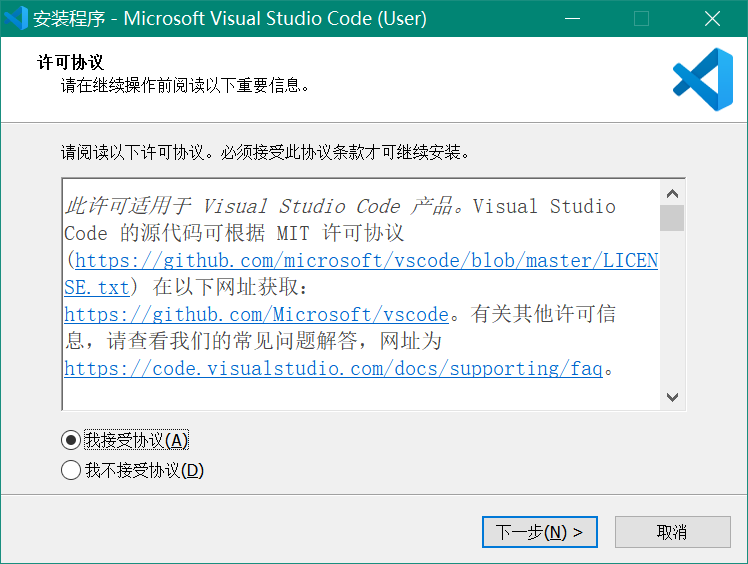 安装程序 - Microsoft Visual Studio Code (User)
许可协议
请在继续操作前阅读以下重要信息。
请阅读以下许可协议。必须接受此协议条款才可继续安装。
此许可适用于 Visual Studio Code 产品。Visual Studio
Code 的源代码可根据 MIT 许可协议
(https://github.com/microsoft/vscode/blob/master/LICEN
SE.txt) 在以下网址获取:
https://github.com/Microsoft/vscode。有关其他许可信
息，请查看我们的常见问题解答，网址为
https://code.visualstudio.com/docs/supporting/faq。
我接受协议(A)
我不接受协议(D)
下一步(N) >
取消